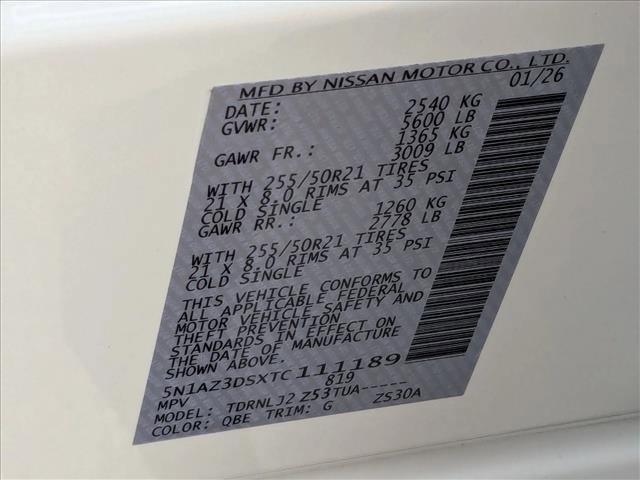 MFD BY NISSAN MOTOR CO., LTD.
DATE: 01/26
GVWR: 2540 KG
5600 LB
GAWR FR.: 1365 KG
3009 LB
WITH 255/50R21 TIRES
21 X 8.0 RIMS AT 35 PSI
COLD SINGLE
GAWR RR.: 1260 KG
2778 LB
WITH 255/50R21 TIRES
21 X 8.0 RIMS AT 35 PSI
COLD SINGLE
THIS VEHICLE CONFORMS TO
ALL APPLICABLE FEDERAL
MOTOR VEHICLE SAFETY AND
THEFT PREVENTION
STANDARDS IN EFFECT ON
THE DATE OF MANUFACTURE
SHOWN ABOVE.
5N1AZ3DSXTC111189
MPV 819
MODEL: TDRNLJ2 Z53TUA-----
COLOR: QBE TRIM: G ZS30A